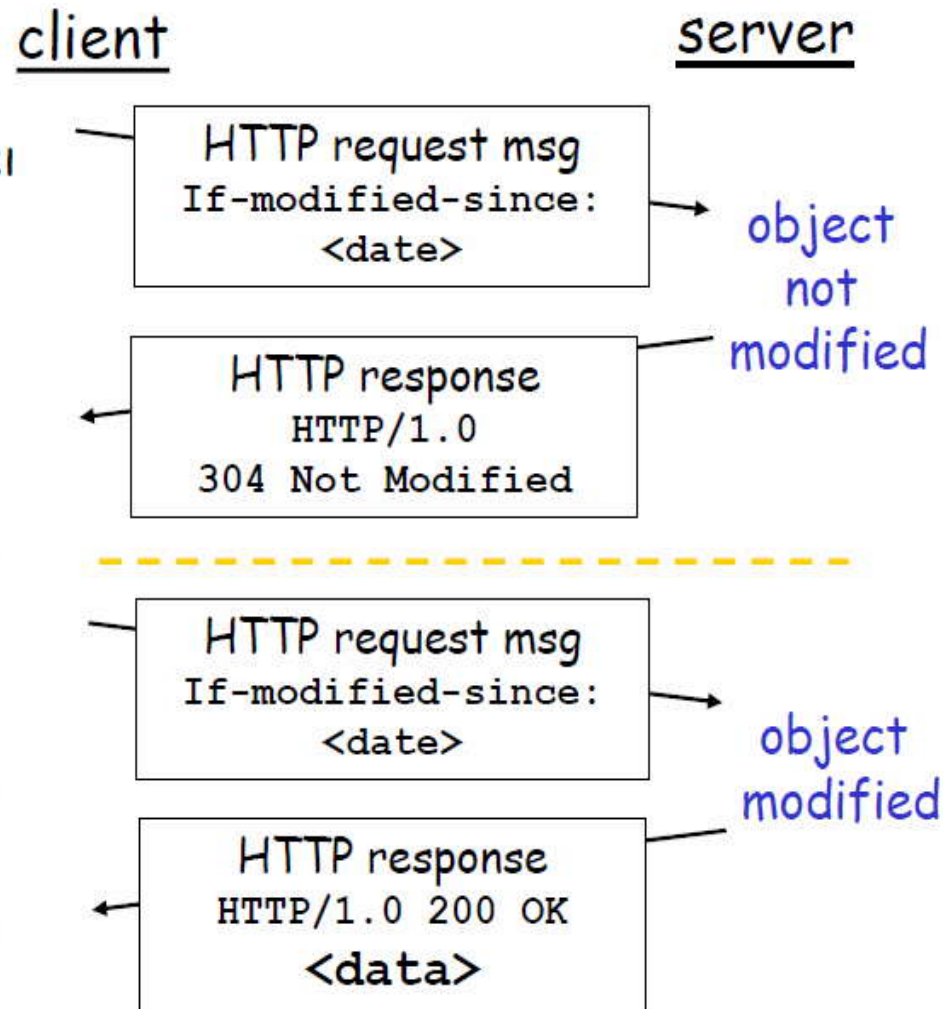 client
server
HTTP request msg
If-modified-since:
<date>
object
not
modified
HTTP response
HTTP/1.0
304 Not Modified
HTTP request msg
If-modified-since:
<date>
object
modified
HTTP response
HTTP/1.0 200 OK
<data>